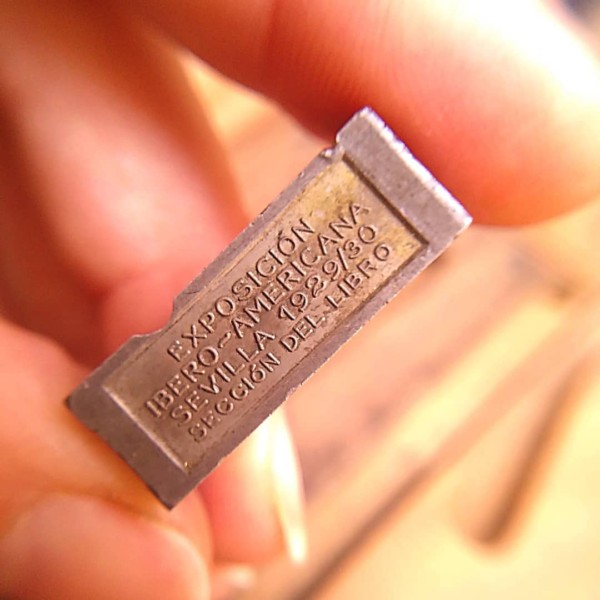 EXPOSICIÓN
IBERO-AMERICANA
SEVILLA 1929/30
SECCIÓN DEL LIBRO